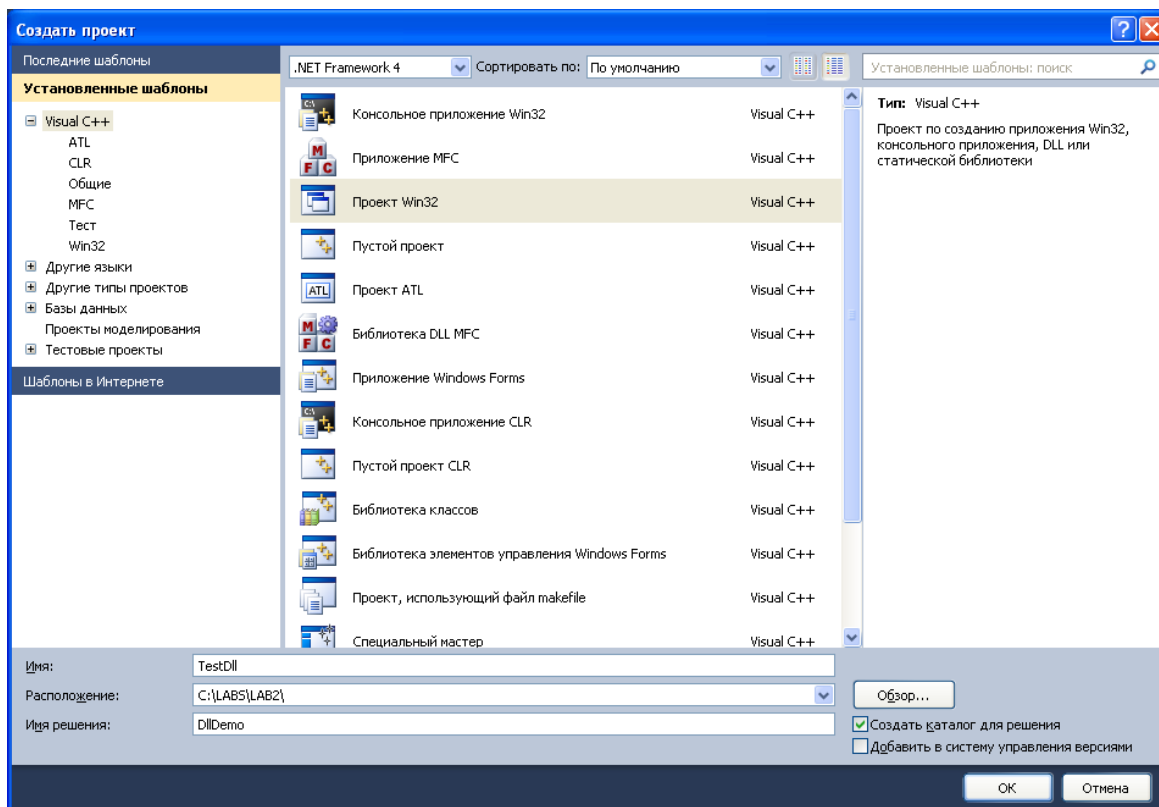 Создать проект
Последние шаблоны
Установленные шаблоны
Visual C++
ATL
CLR
Общие
MFC
Тест
Win32
Другие языки
Другие типы проектов
Базы данных
Проекты моделирования
Тестовые проекты
Шаблоны в Интернете
.NET Framework 4 Сортировать по: По умолчанию
Консольное приложение Win32 Visual C++
Приложение MFC Visual C++
Проект Win32 Visual C++
Пустой проект Visual C++
Проект ATL Visual C++
Библиотека DLL MFC Visual C++
Приложение Windows Forms Visual C++
Консольное приложение CLR Visual C++
Пустой проект CLR Visual C++
Библиотека классов Visual C++
Библиотека элементов управления Windows Forms Visual C++
Проект, использующий файл makefile Visual C++
Специальный мастер Visual C++
Установленные шаблоны: поиск
Тип: Visual C++
Проект по созданию приложения Win32,
консольного приложения, DLL или
статической библиотеки
Имя: TestDll
Расположение: C:\LABS\LAB2\
Обзор...
Имя решения: DllDemo
Создать каталог для решения
Добавить в систему управления версиями
ОК Отмена